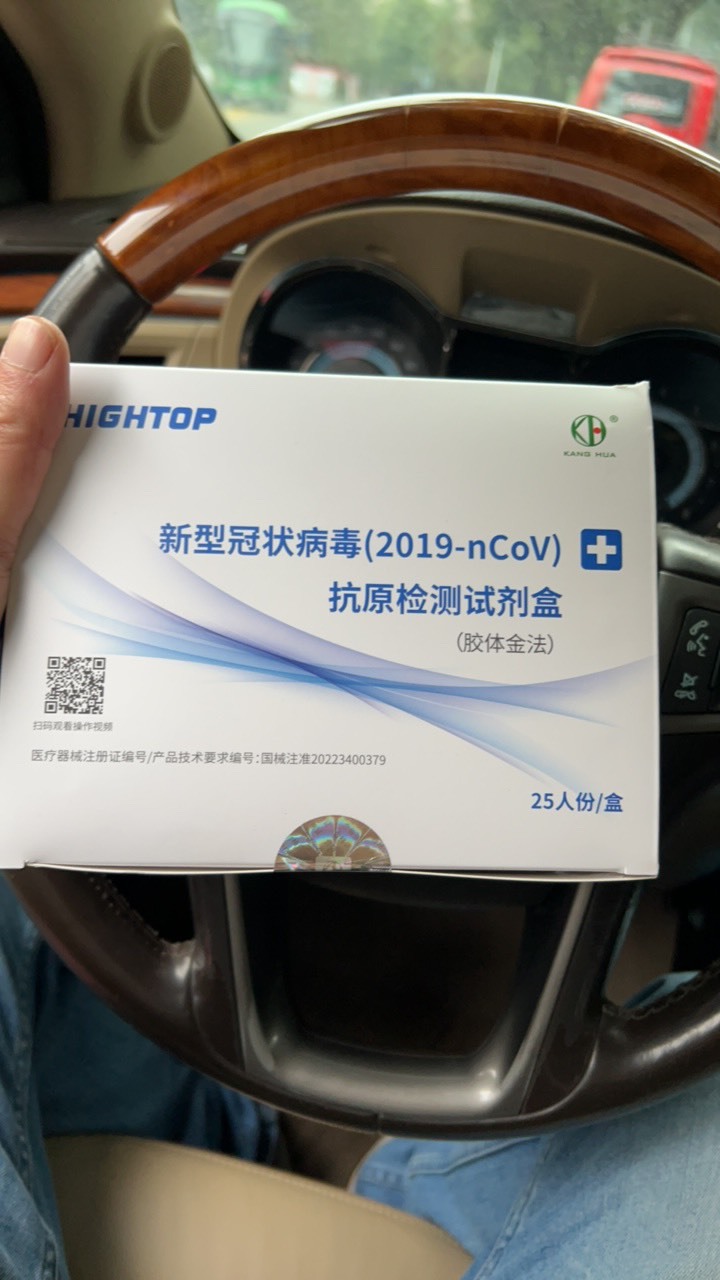 HIGHTOP
KH®
KANG HUA
新型冠状病毒(2019-nCoV)
抗原检测试剂盒
(胶体金法)
扫码观看操作视频
医疗器械注册证编号/产品技术要求编号:国械注准20223400379
25人份/盒